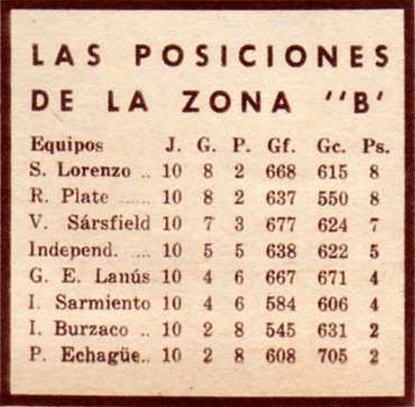 LAS POSICIONES
DE LA ZONA "B'
Equipos J. G. P. Gf. Gc. Ps.
S. Lorenzo .. 10 8 2 668 615 8
R. Plate ..... 10 8 2 637 550 8
V. Sársfield 10 7 3 677 624 7
Independ. ..... 10 5 5 638 622 5
G. E. Lanús 10 4 6 667 671 4
I. Sarmiento 10 4 6 584 606 4
I. Burzaco .. 10 2 8 545 631 2
P. Echagüe.. 10 2 8 608 705 2